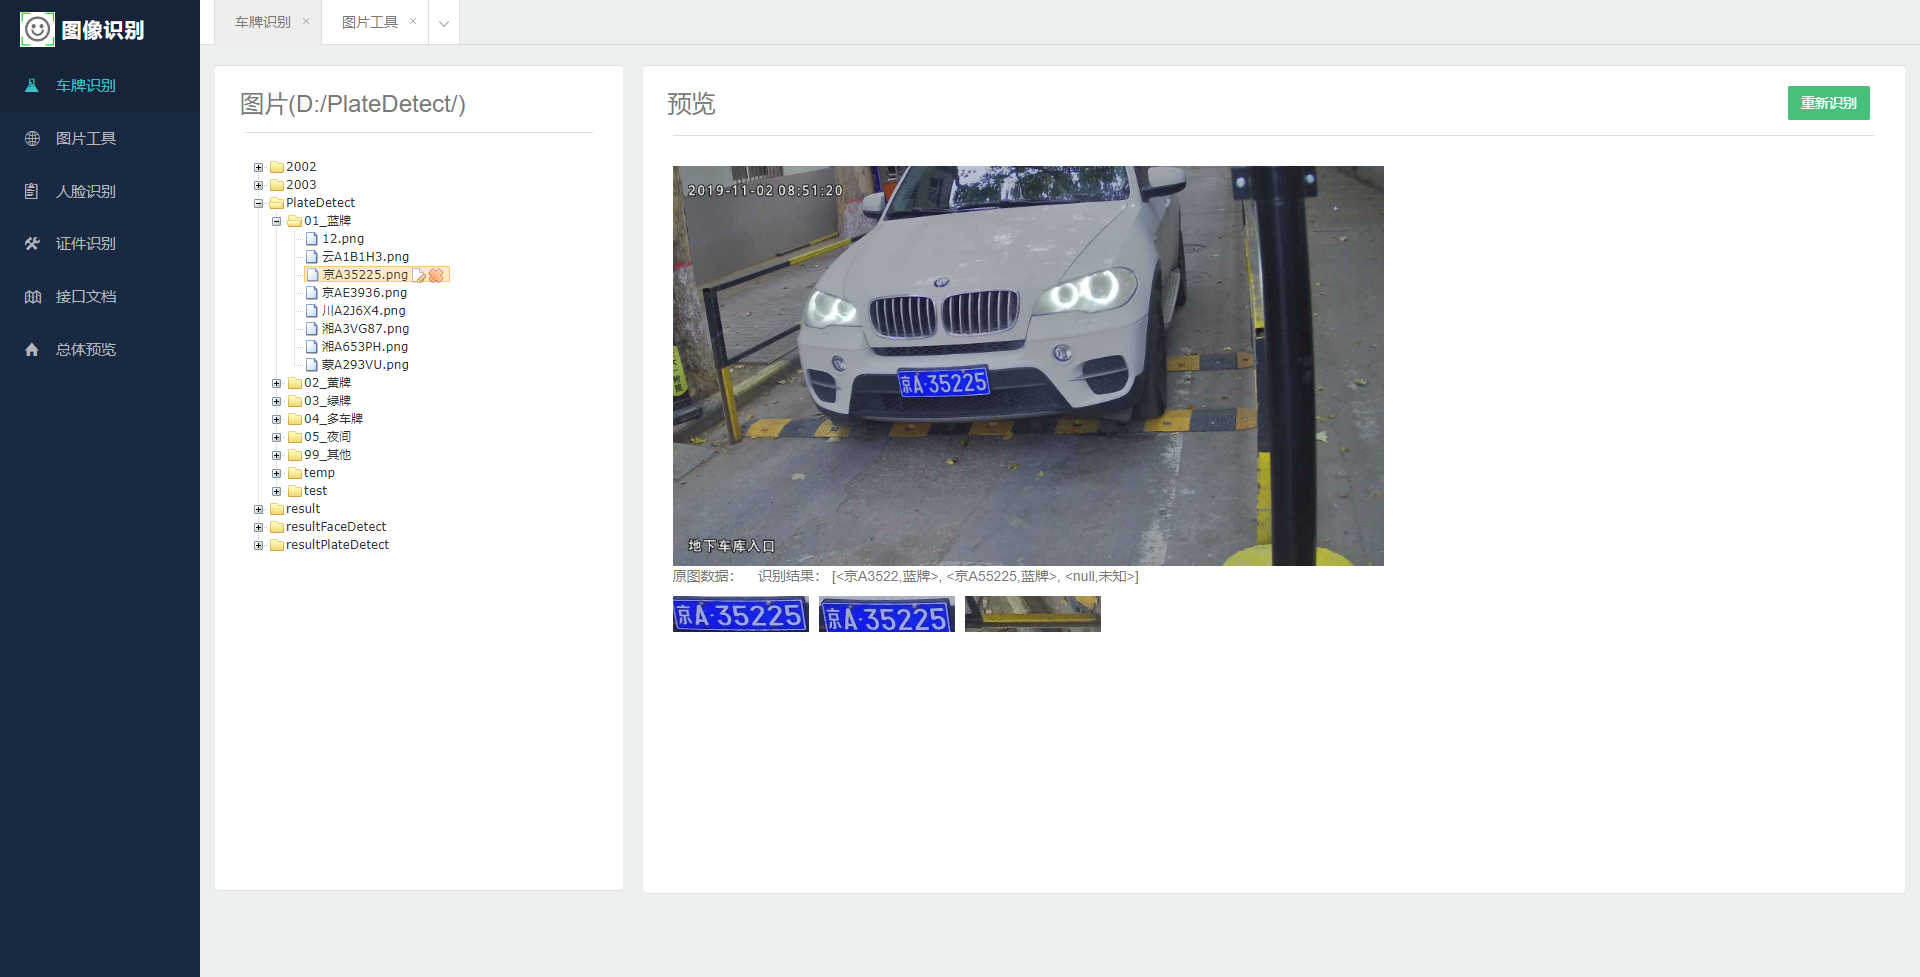 图像识别
车牌识别
图片工具
人脸识别
证件识别
接口文档
总体预览
车牌识别 ×
图片工具 ×
图片(D:/PlateDetect/)
2002
2003
PlateDetect
01_蓝牌
12.png
云A1B1H3.png
京A35225.png
京AE3936.png
川A2J6X4.png
湘A3VG87.png
湘A653PH.png
蒙A293VU.png
02_黄牌
03_绿牌
04_多车牌
05_夜间
99_其他
temp
test
result
resultFaceDetect
resultPlateDetect
预览
重新识别
2019-11-02 08:51:20
京A·35225
地下车库入口
原图数据： 识别结果： [<京A3522,蓝牌>, <京A55225,蓝牌>, <null,未知>]
京A·35225
京A·35225